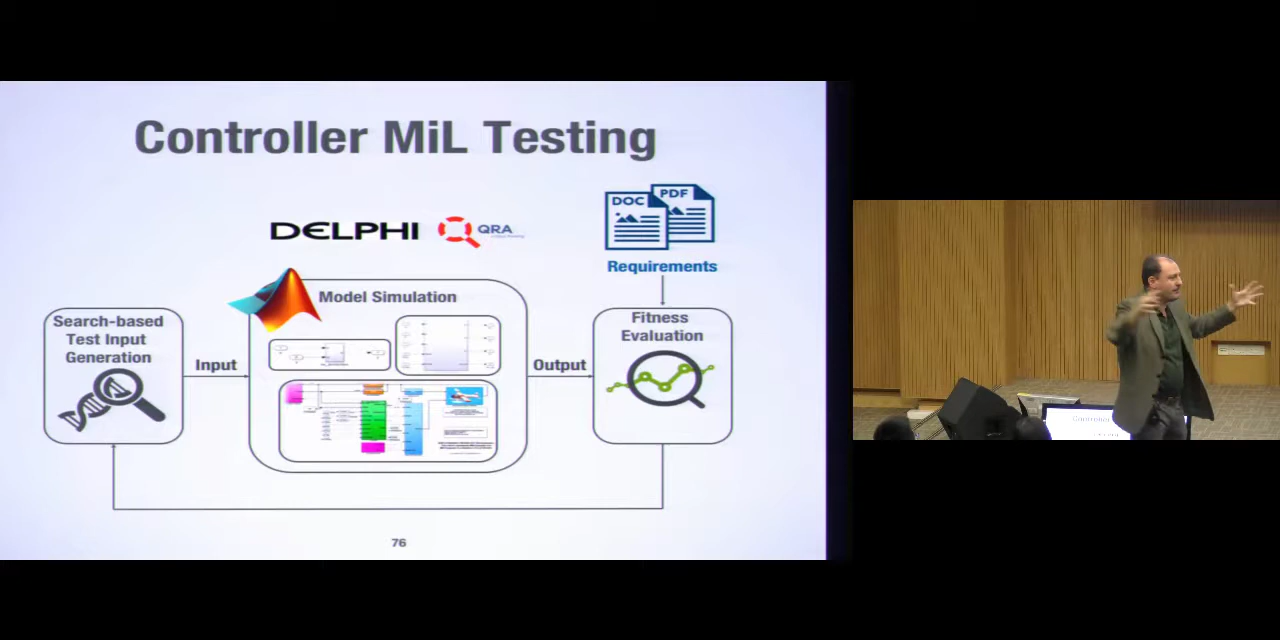 Controller MiL Testing
DELPHI
QRA
DOC
PDF
Requirements
Model Simulation
Search-based
Test Input
Generation
Input
Output
Fitness
Evaluation
76